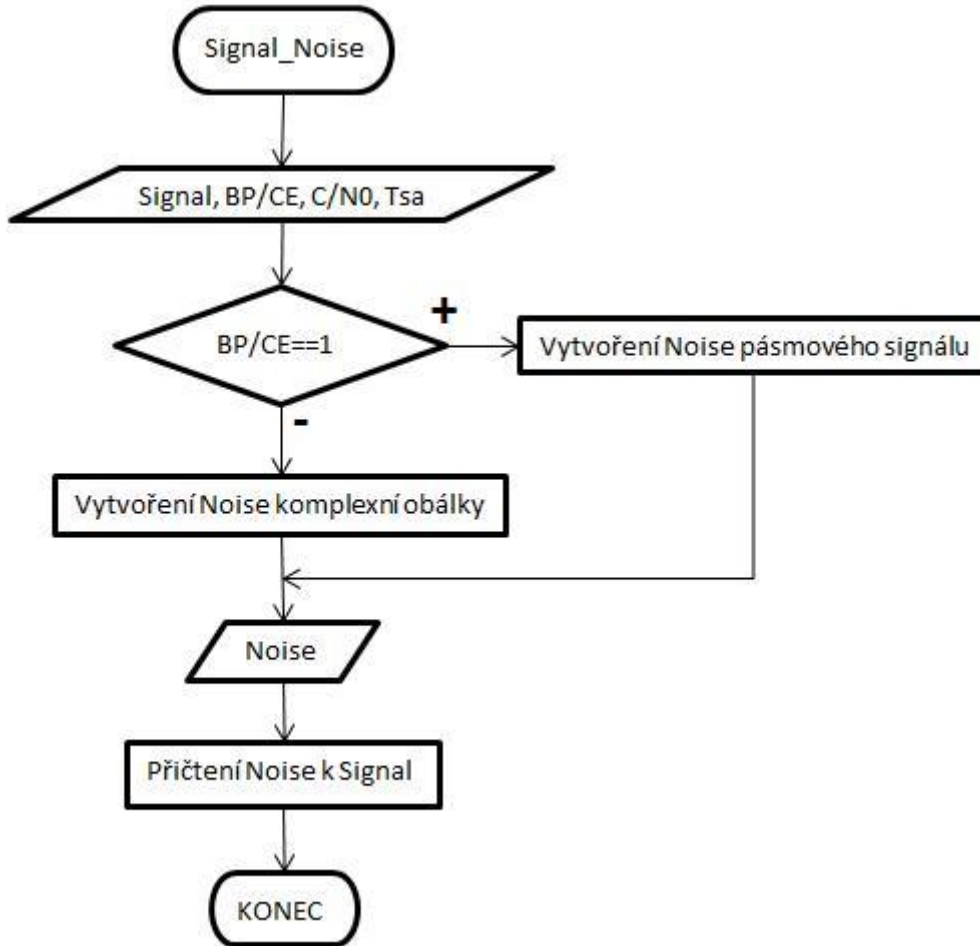 Signal_Noise
Signal, BP/CE, C/N0, Tsa
BP/CE==1
+
Vytvoření Noise pásmového signálu
-
Vytvoření Noise komplexní obálky
Noise
Přičtení Noise k Signal
KONEC